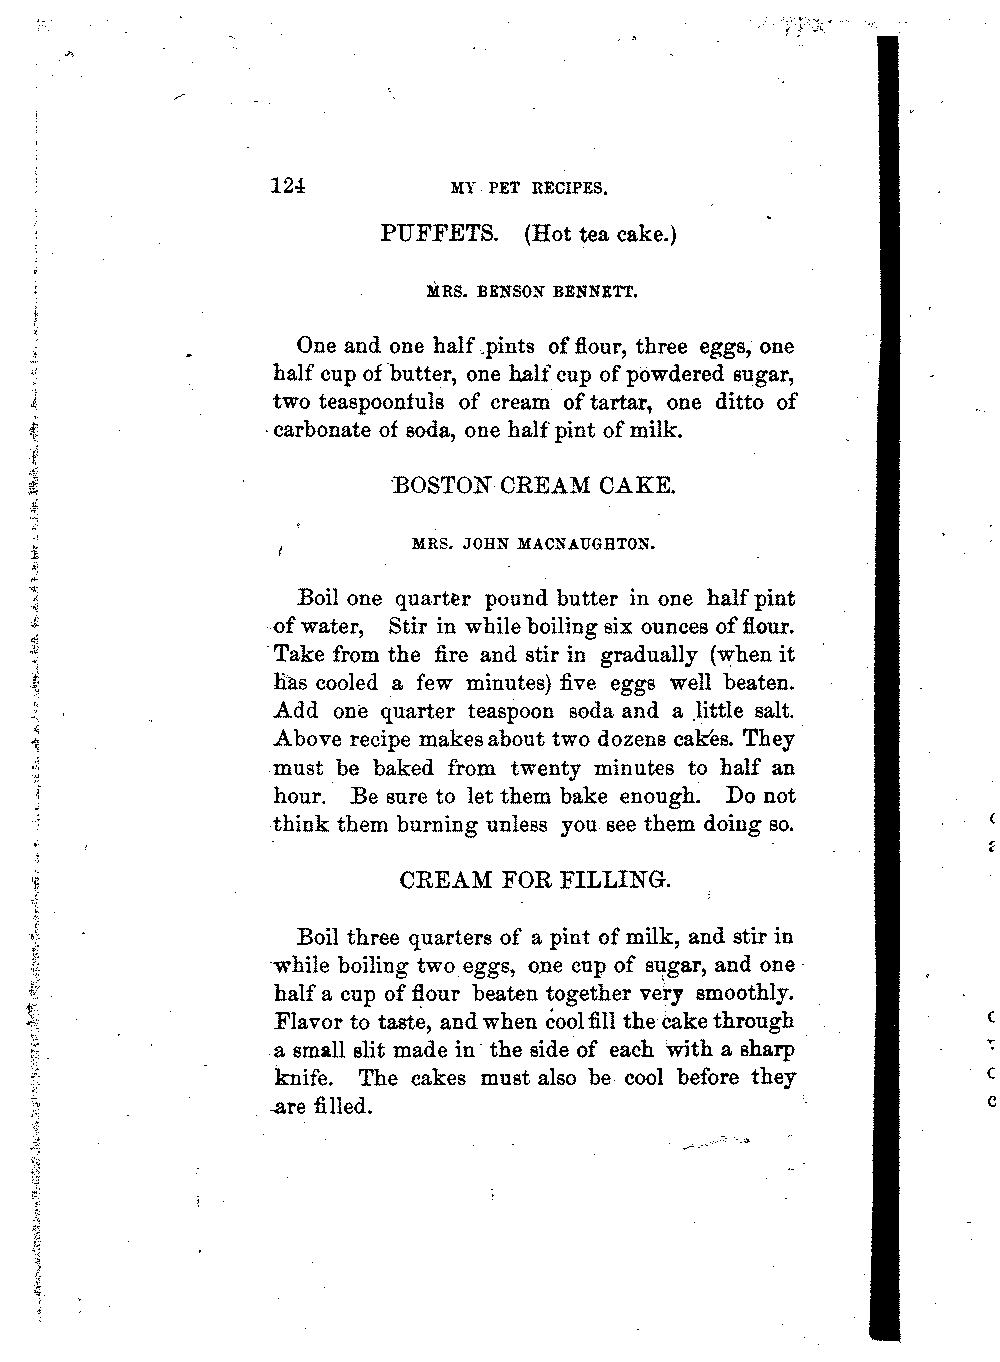 124 MY PET RECIPES.
PUFFETS. (Hot tea cake.)
MRS. BENSON BENNETT.
One and one half pints of flour, three eggs, one
half cup of butter, one half cup of powdered sugar,
two teaspoonfuls of cream of tartar, one ditto of
carbonate of soda, one half pint of milk.
BOSTON CREAM CAKE.
MRS. JOHN MACNAUGHTON.
Boil one quarter pound butter in one half pint
of water, Stir in while boiling six ounces of flour.
Take from the fire and stir in gradually (when it
has cooled a few minutes) five eggs well beaten.
Add one quarter teaspoon soda and a little salt.
Above recipe makes about two dozens cakes. They
must be baked from twenty minutes to half an
hour. Be sure to let them bake enough. Do not
think them burning unless you see them doing so.
CREAM FOR FILLING.
Boil three quarters of a pint of milk, and stir in
while boiling two eggs, one cup of sugar, and one
half a cup of flour beaten together very smoothly.
Flavor to taste, and when cool fill the cake through
a small slit made in the side of each with a sharp
knife. The cakes must also be cool before they
are filled.